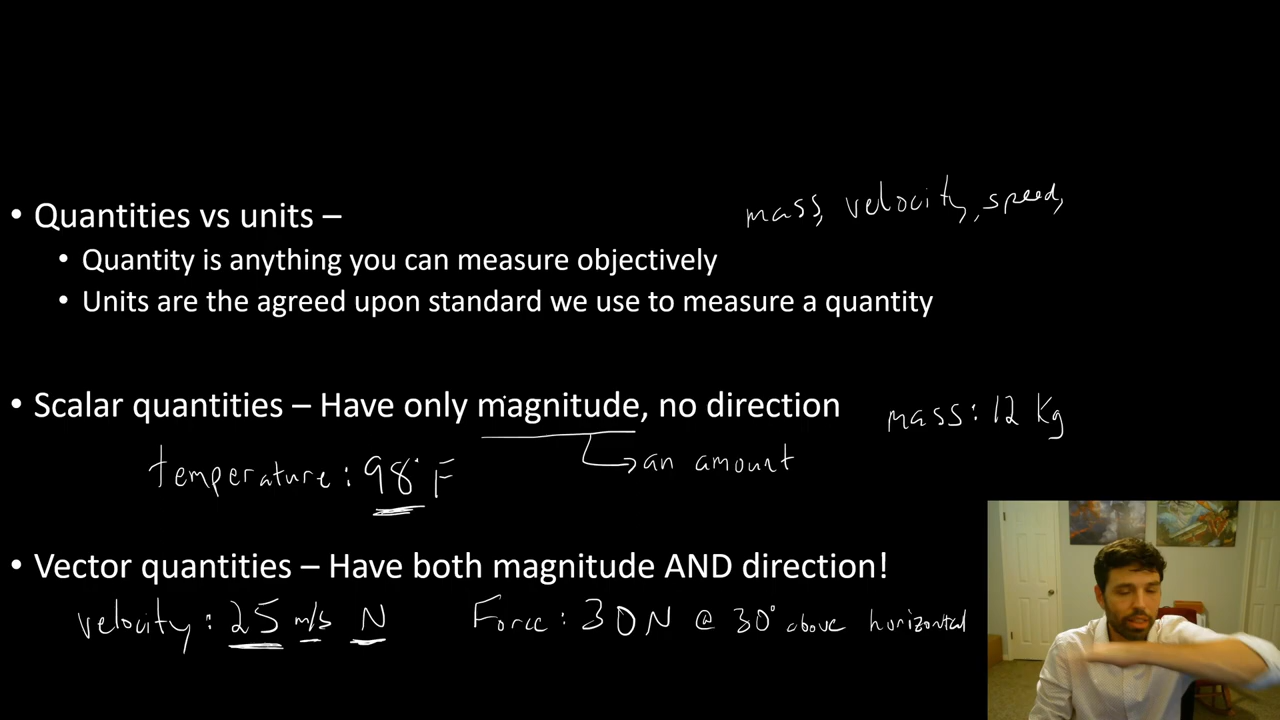 • Quantities vs units – mass, velocity, speed,
• Quantity is anything you can measure objectively
• Units are the agreed upon standard we use to measure a quantity
• Scalar quantities – Have only magnitude, no direction mass: 12 Kg
temperature: 98° F an amount
• Vector quantities – Have both magnitude AND direction!
velocity: 25 m/s N Force: 30N @ 30° above horizontal